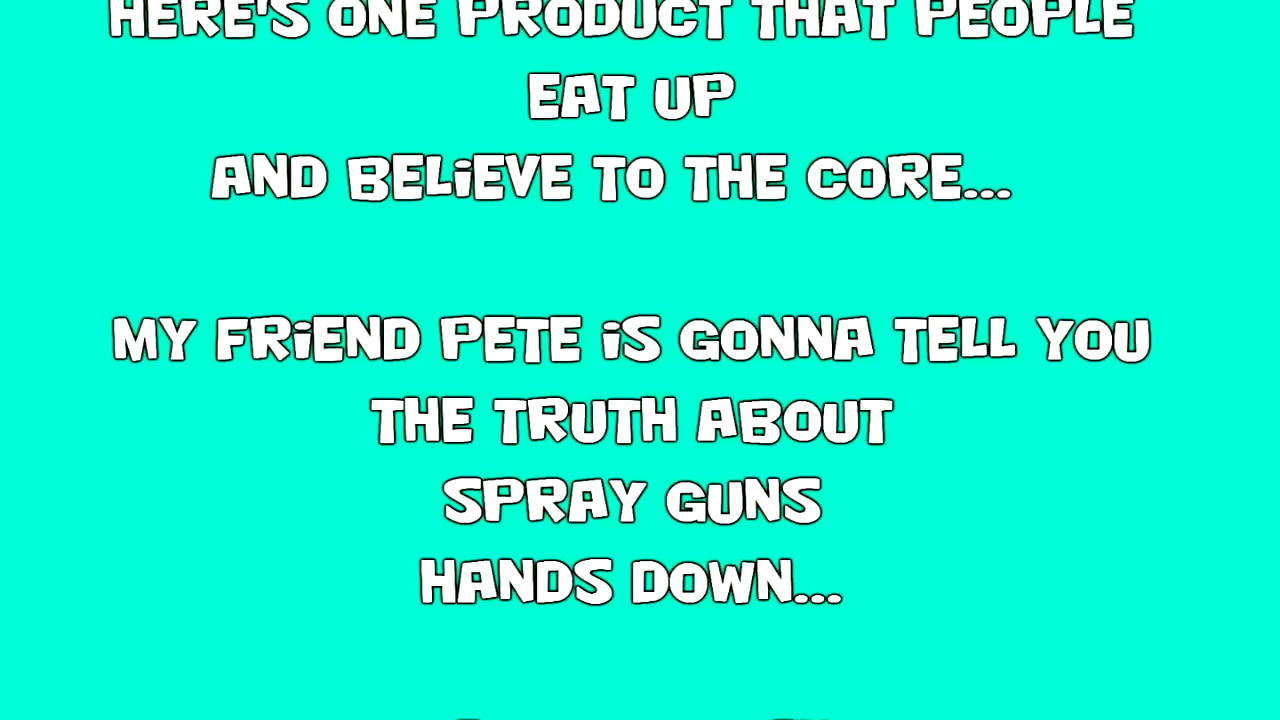 HERE'S ONE PRODUCT THAT PEOPLE
EAT UP
AND BELiEVE TO THE CORE...
MY FRiEND PETE iS GONNA TELL YOU
THE TRUTH ABOUT
SPRAY GUNS
HANDS DOWN...